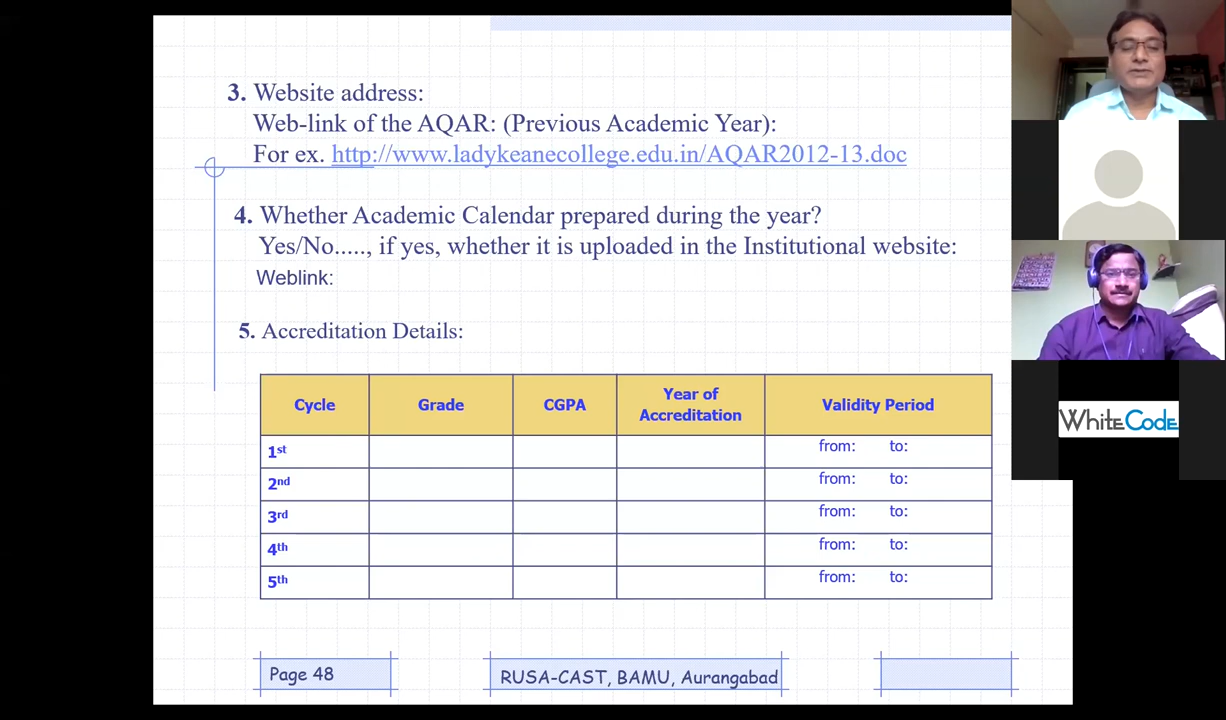 3. Website address:
Web-link of the AQAR: (Previous Academic Year):
For ex. http://www.ladykeanecollege.edu.in/AQAR2012-13.doc
4. Whether Academic Calendar prepared during the year?
Yes/No....., if yes, whether it is uploaded in the Institutional website:
Weblink:
5. Accreditation Details:
Cycle Grade CGPA Year of Accreditation Validity Period
1st from: to:
2nd from: to:
3rd from: to:
4th from: to:
5th from: to:
Page 48 RUSA-CAST, BAMU, Aurangabad
WhiteCode